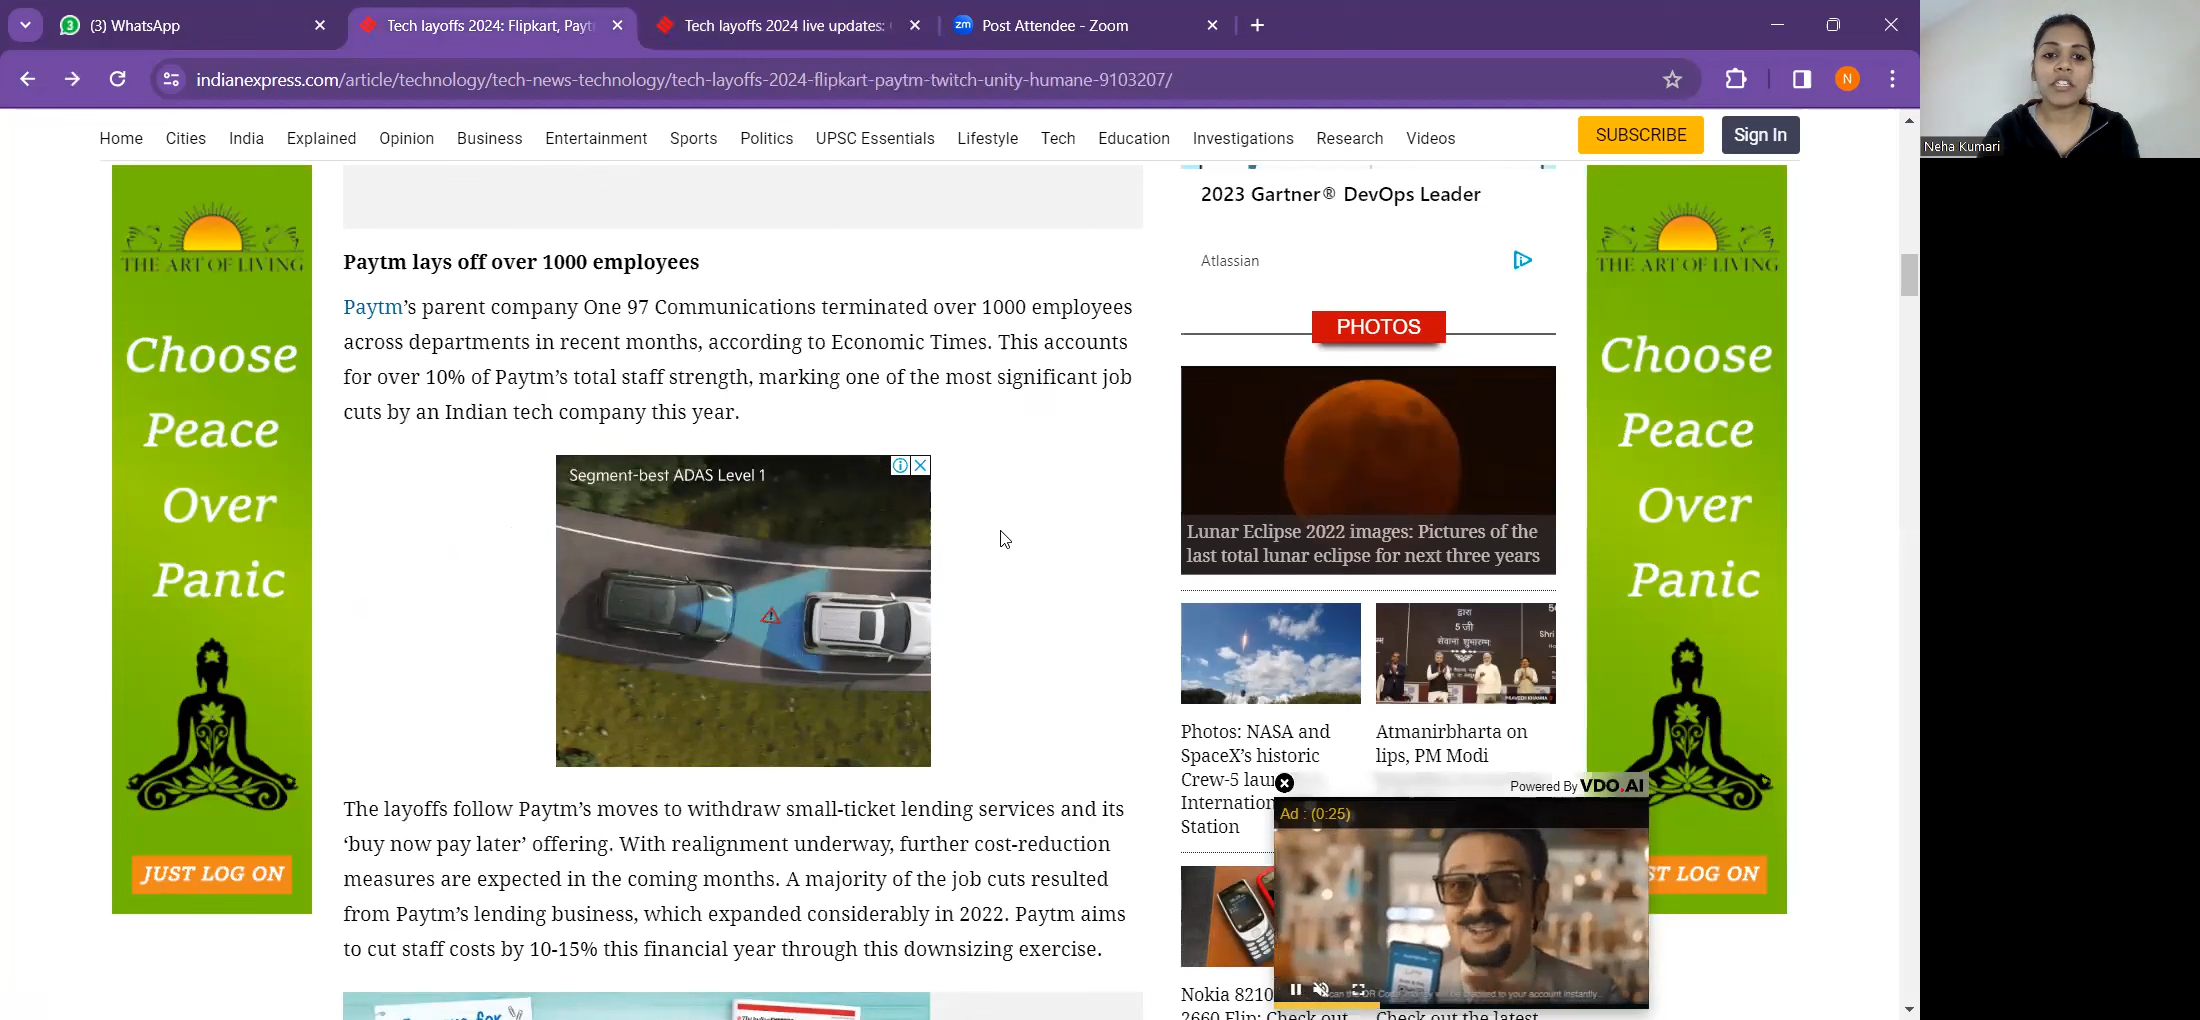 (3) WhatsApp
Tech layoffs 2024: Flipkart, Payt
Tech layoffs 2024 live updates:
zm Post Attendee - Zoom
indianexpress.com/article/technology/tech-news-technology/tech-layoffs-2024-flipkart-paytm-twitch-unity-humane-9103207/
N
Neha Kumari
Home Cities India Explained Opinion Business Entertainment Sports Politics UPSC Essentials Lifestyle Tech Education Investigations Research Videos
SUBSCRIBE
Sign In
THE ART OF LIVING
Choose
Peace
Over
Panic
JUST LOG ON
Paytm lays off over 1000 employees
Paytm’s parent company One 97 Communications terminated over 1000 employees
across departments in recent months, according to Economic Times. This accounts
for over 10% of Paytm’s total staff strength, marking one of the most significant job
cuts by an Indian tech company this year.
Segment-best ADAS Level 1
The layoffs follow Paytm’s moves to withdraw small-ticket lending services and its
‘buy now pay later’ offering. With realignment underway, further cost-reduction
measures are expected in the coming months. A majority of the job cuts resulted
from Paytm’s lending business, which expanded considerably in 2022. Paytm aims
to cut staff costs by 10-15% this financial year through this downsizing exercise.
2023 Gartner® DevOps Leader
Atlassian
PHOTOS
Lunar Eclipse 2022 images: Pictures of the
last total lunar eclipse for next three years
द्वारा
5 जी
सेवाना शुभारम्भ
Shri
Photos: NASA and
SpaceX’s historic
Crew-5 lau
Internation
Station
Atmanirbharta on
lips, PM Modi
Powered By VDO.AI
Ad : (0:25)
Nokia 8210
2660 Flip: Check out
Check out the latest
THE ART OF LIVING
Choose
Peace
Over
Panic
ST LOG ON